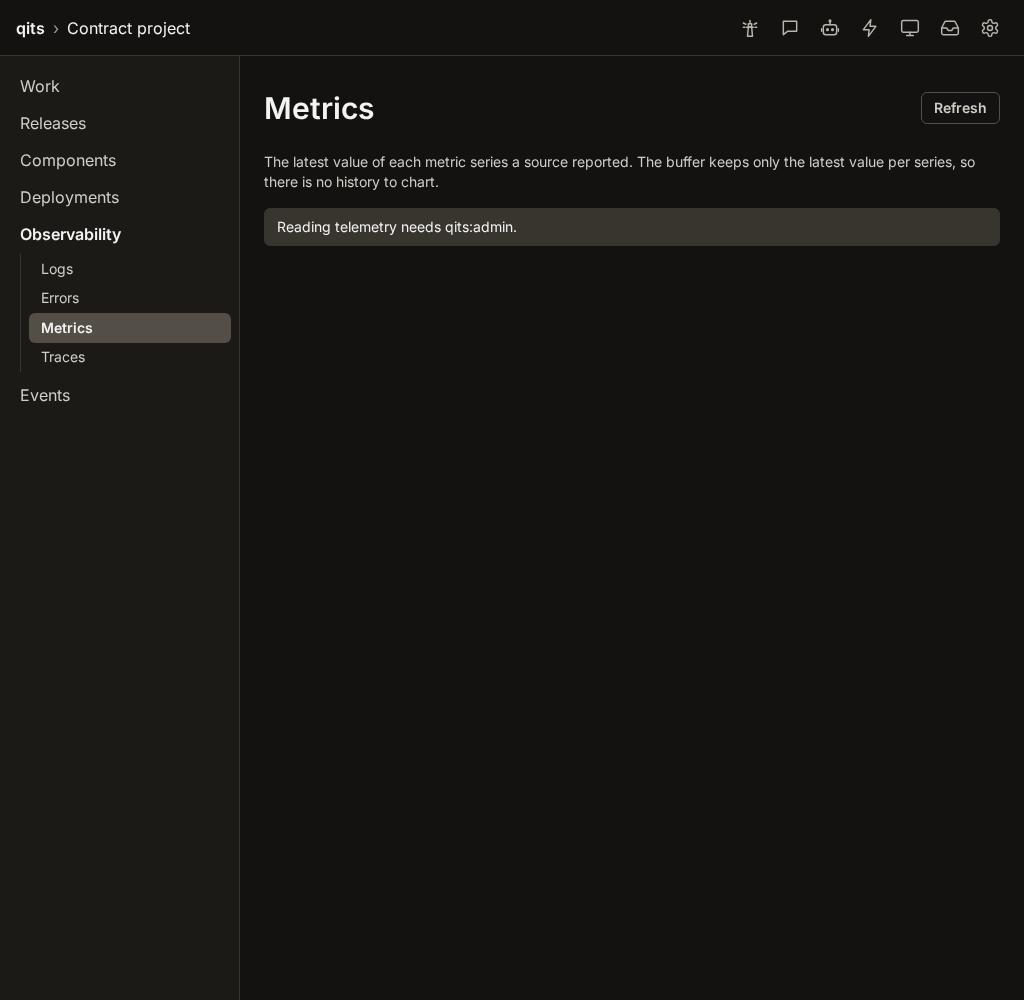 qits › Contract project
Work
Releases
Components
Deployments
Observability
Logs
Errors
Metrics
Traces
Events
Metrics
Refresh
The latest value of each metric series a source reported. The buffer keeps only the latest value per series, so
there is no history to chart.
Reading telemetry needs qits:admin.